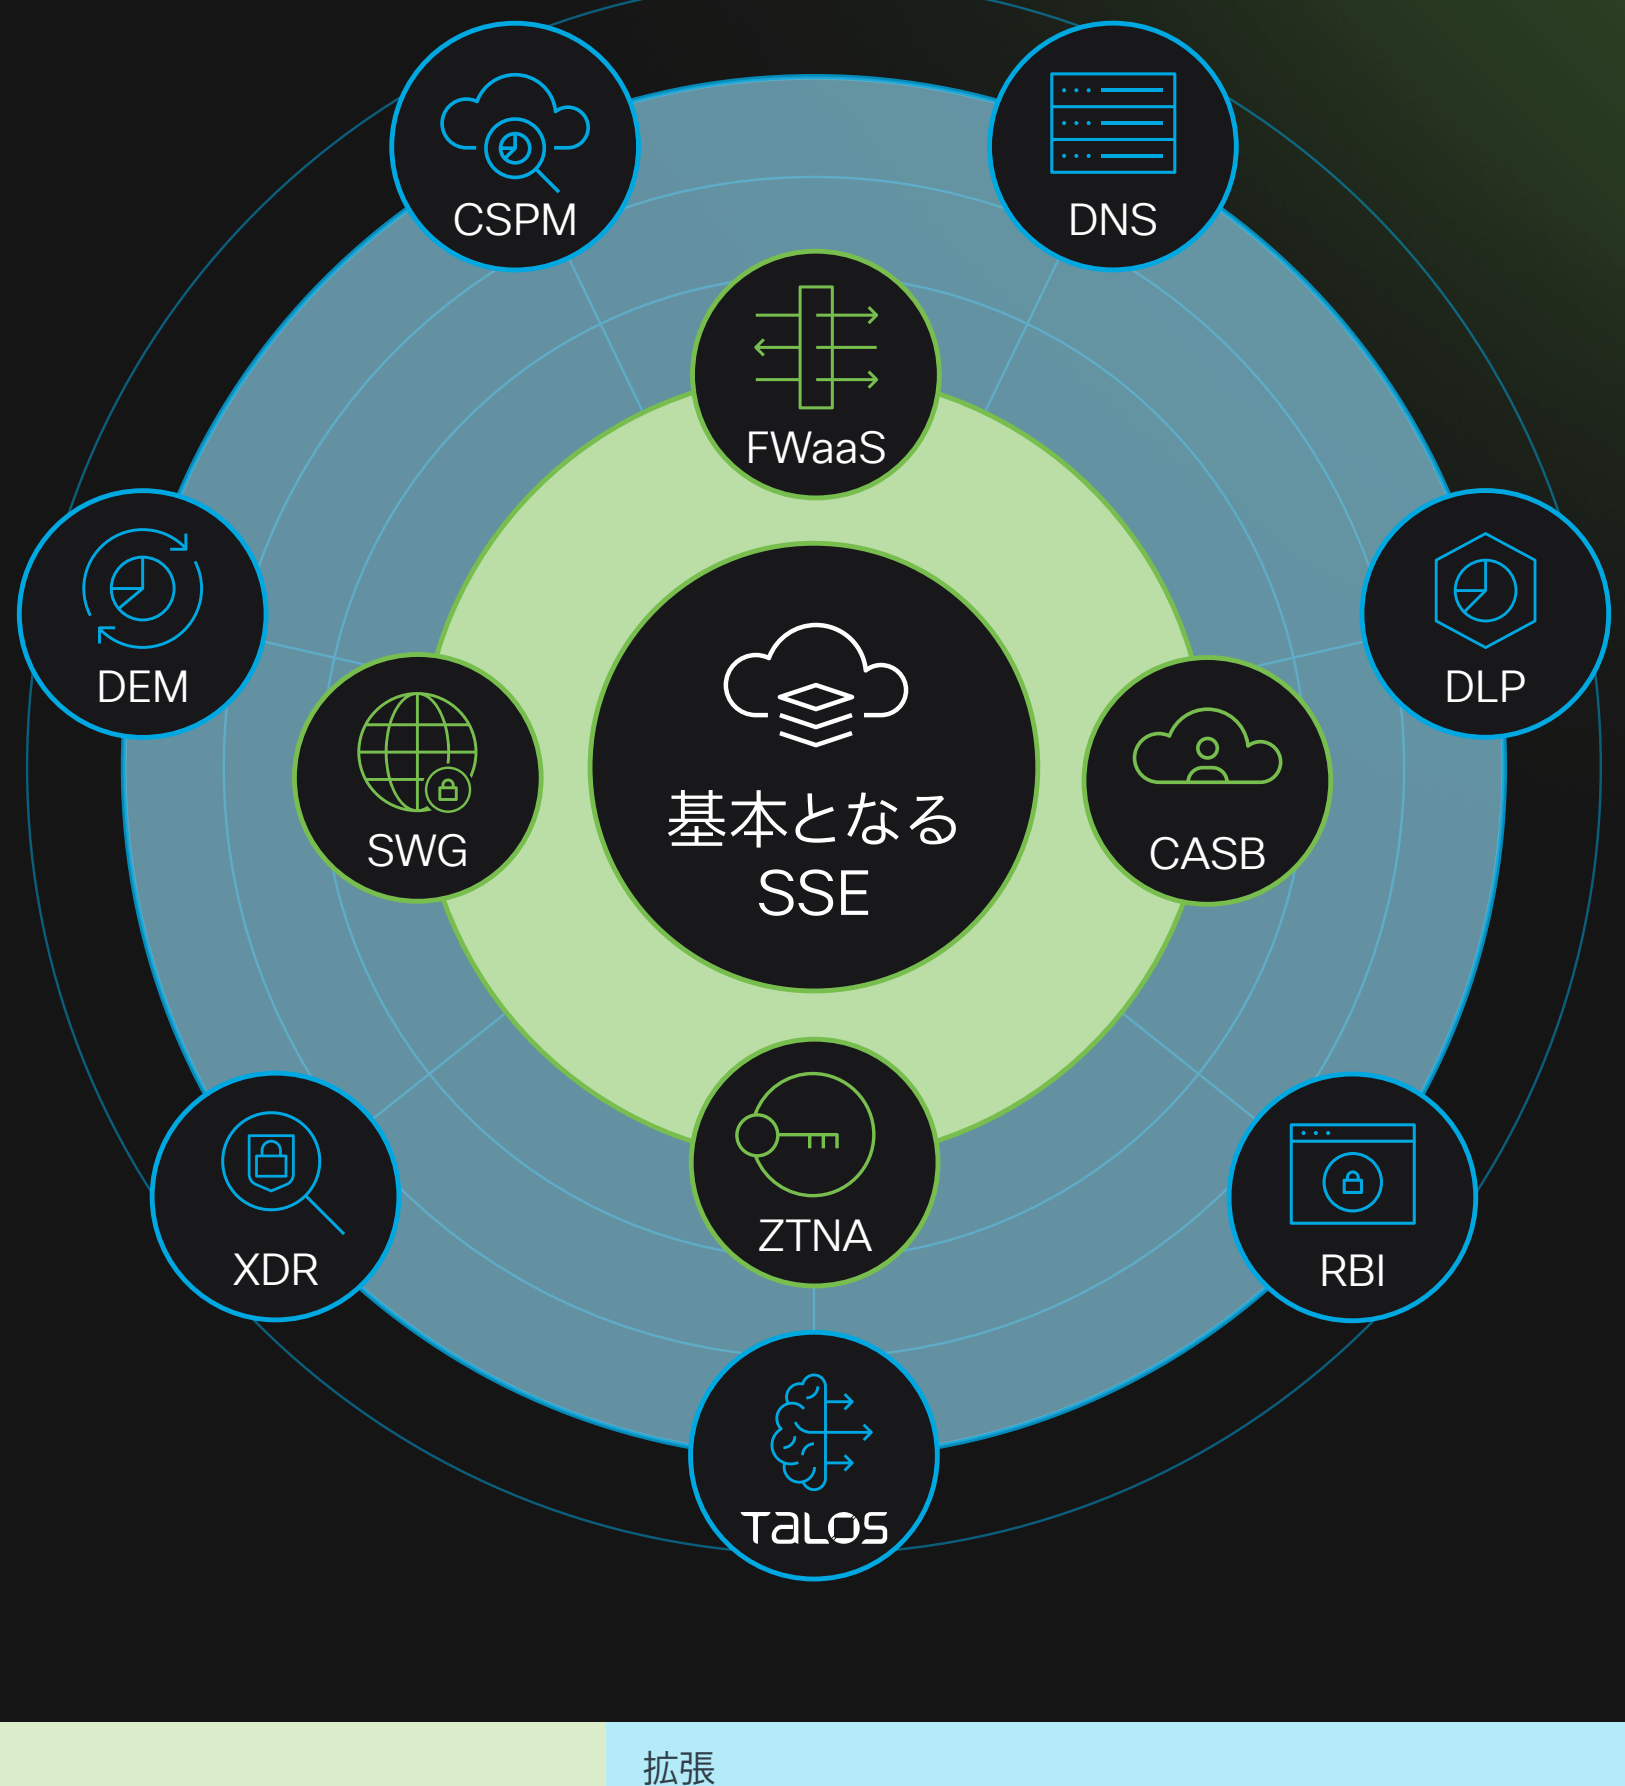 CSPM
DNS
FWaaS
DEM
DLP
SWG
基本となる
SSE
CASB
XDR
ZTNA
RBI
TALOS
拡張